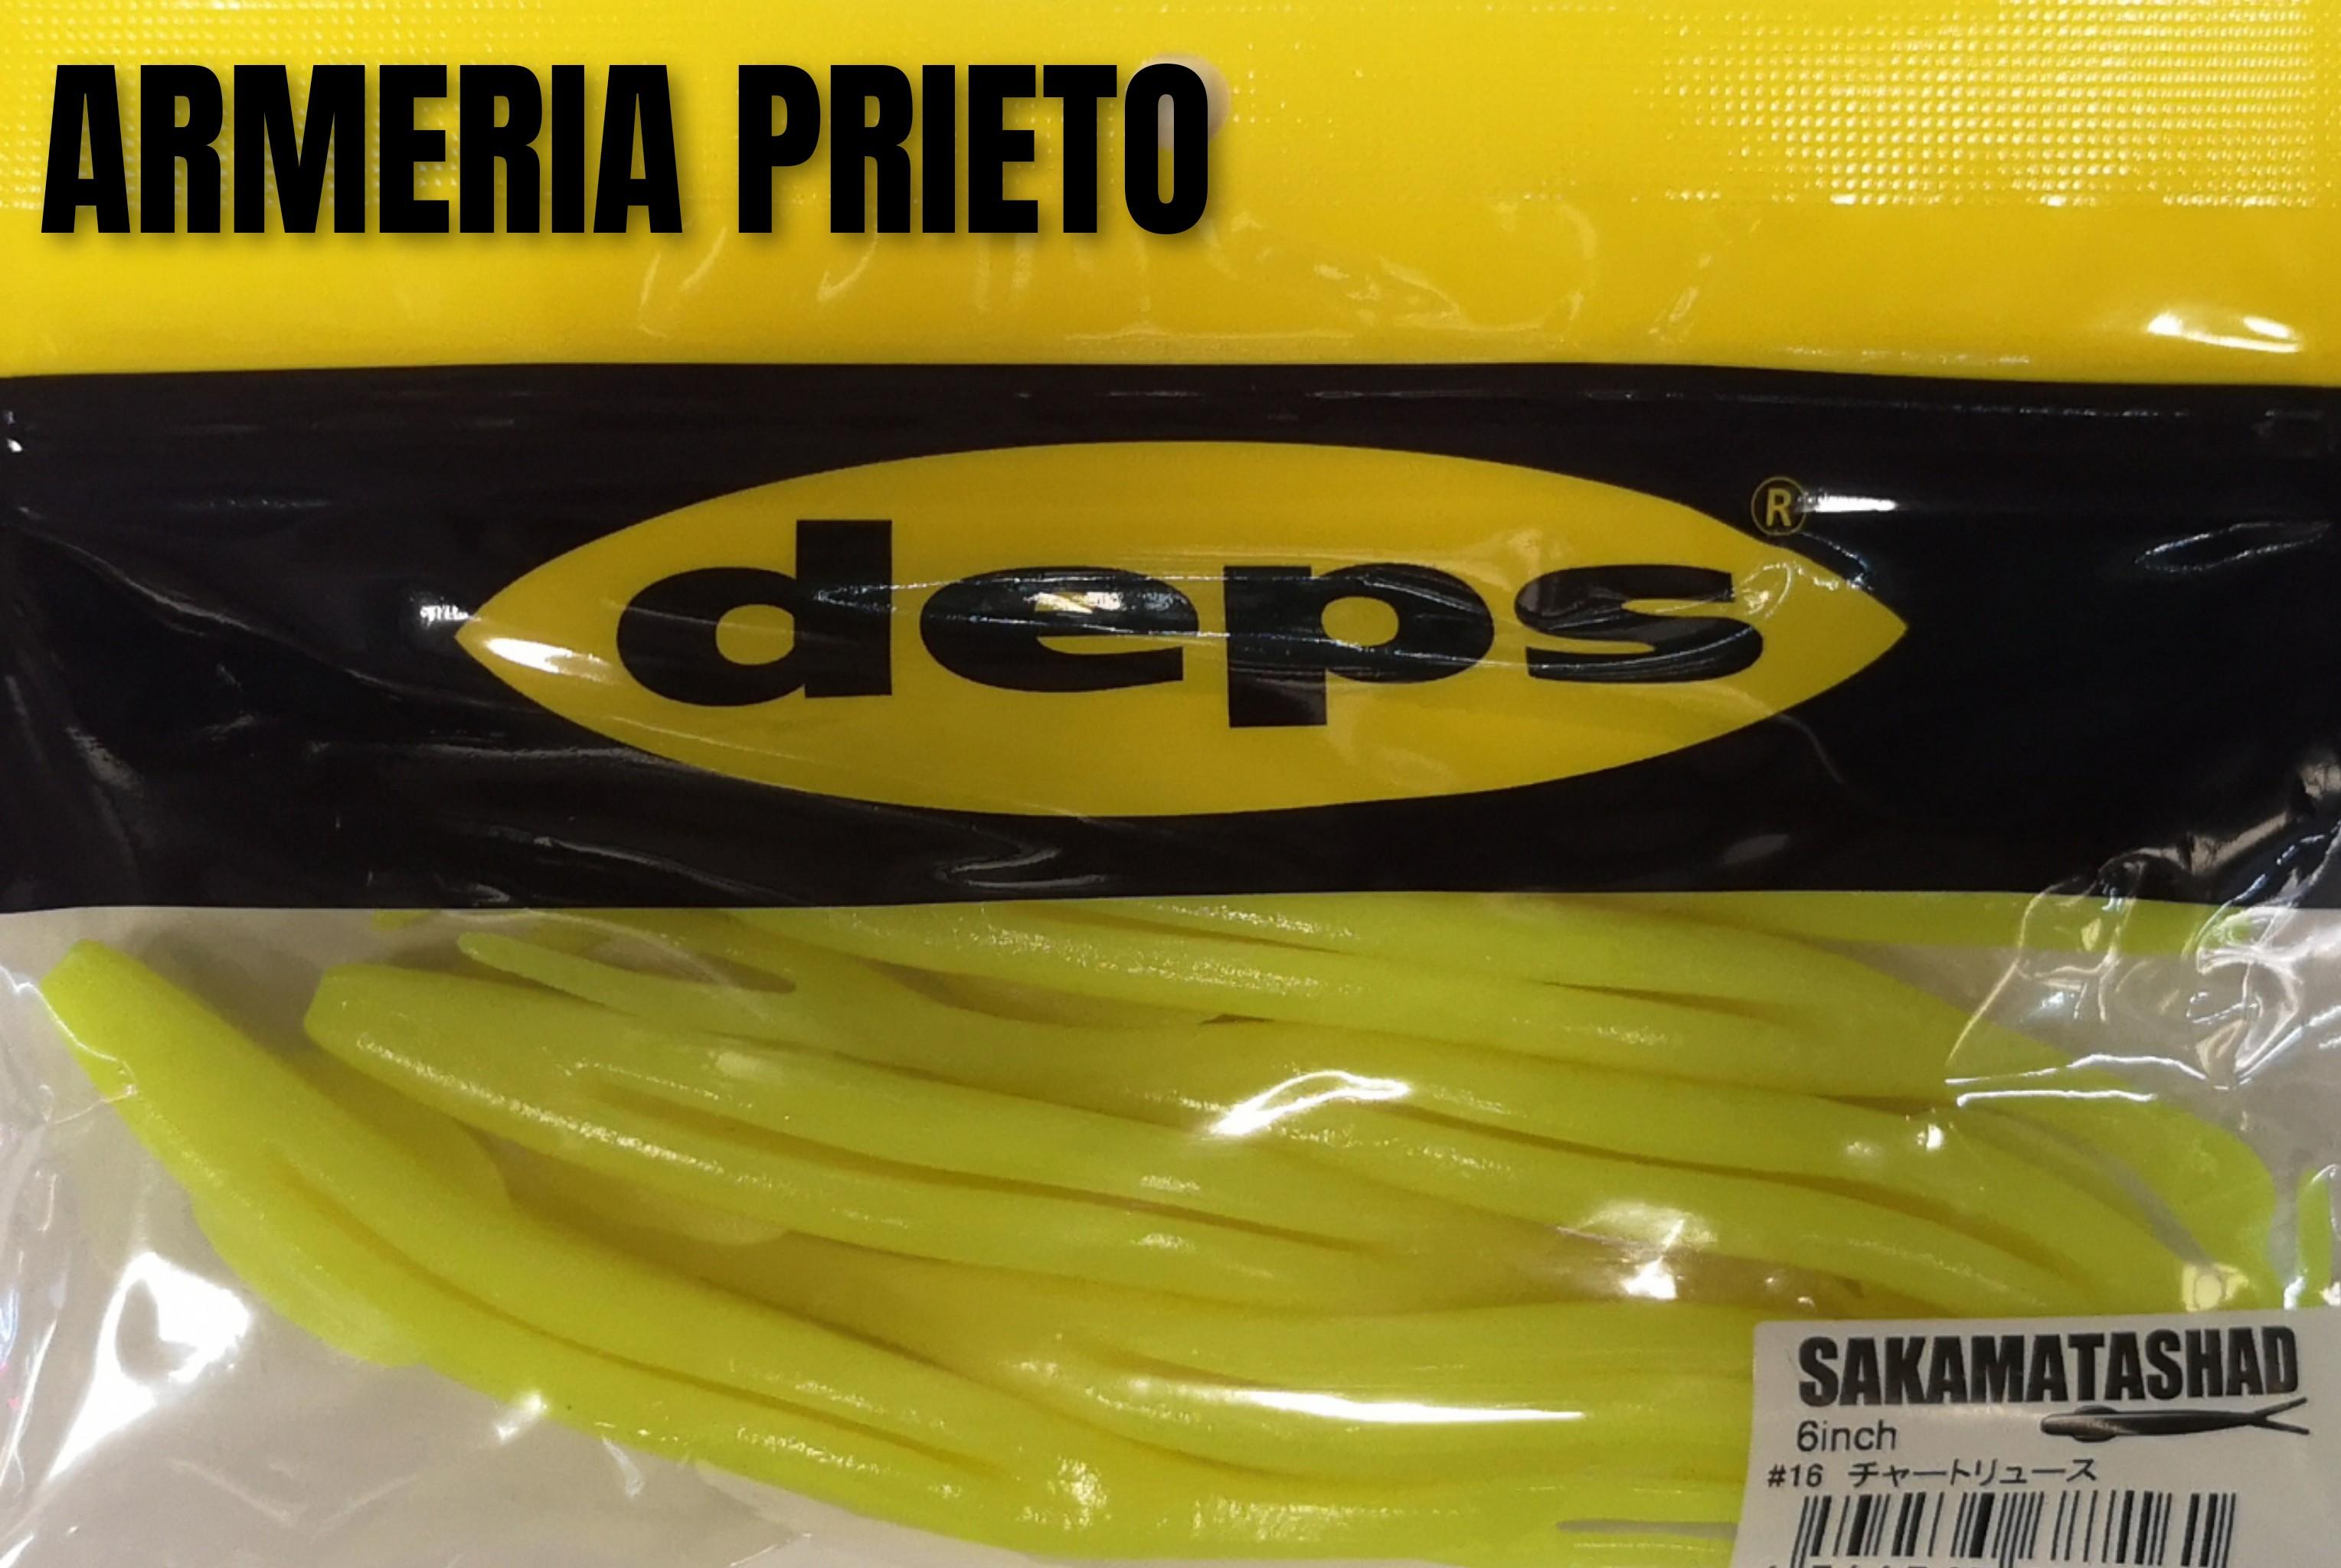 ARMERIA PRIETO
deps®
SAKAMATASHAD
6inch
#16 チャートリュース